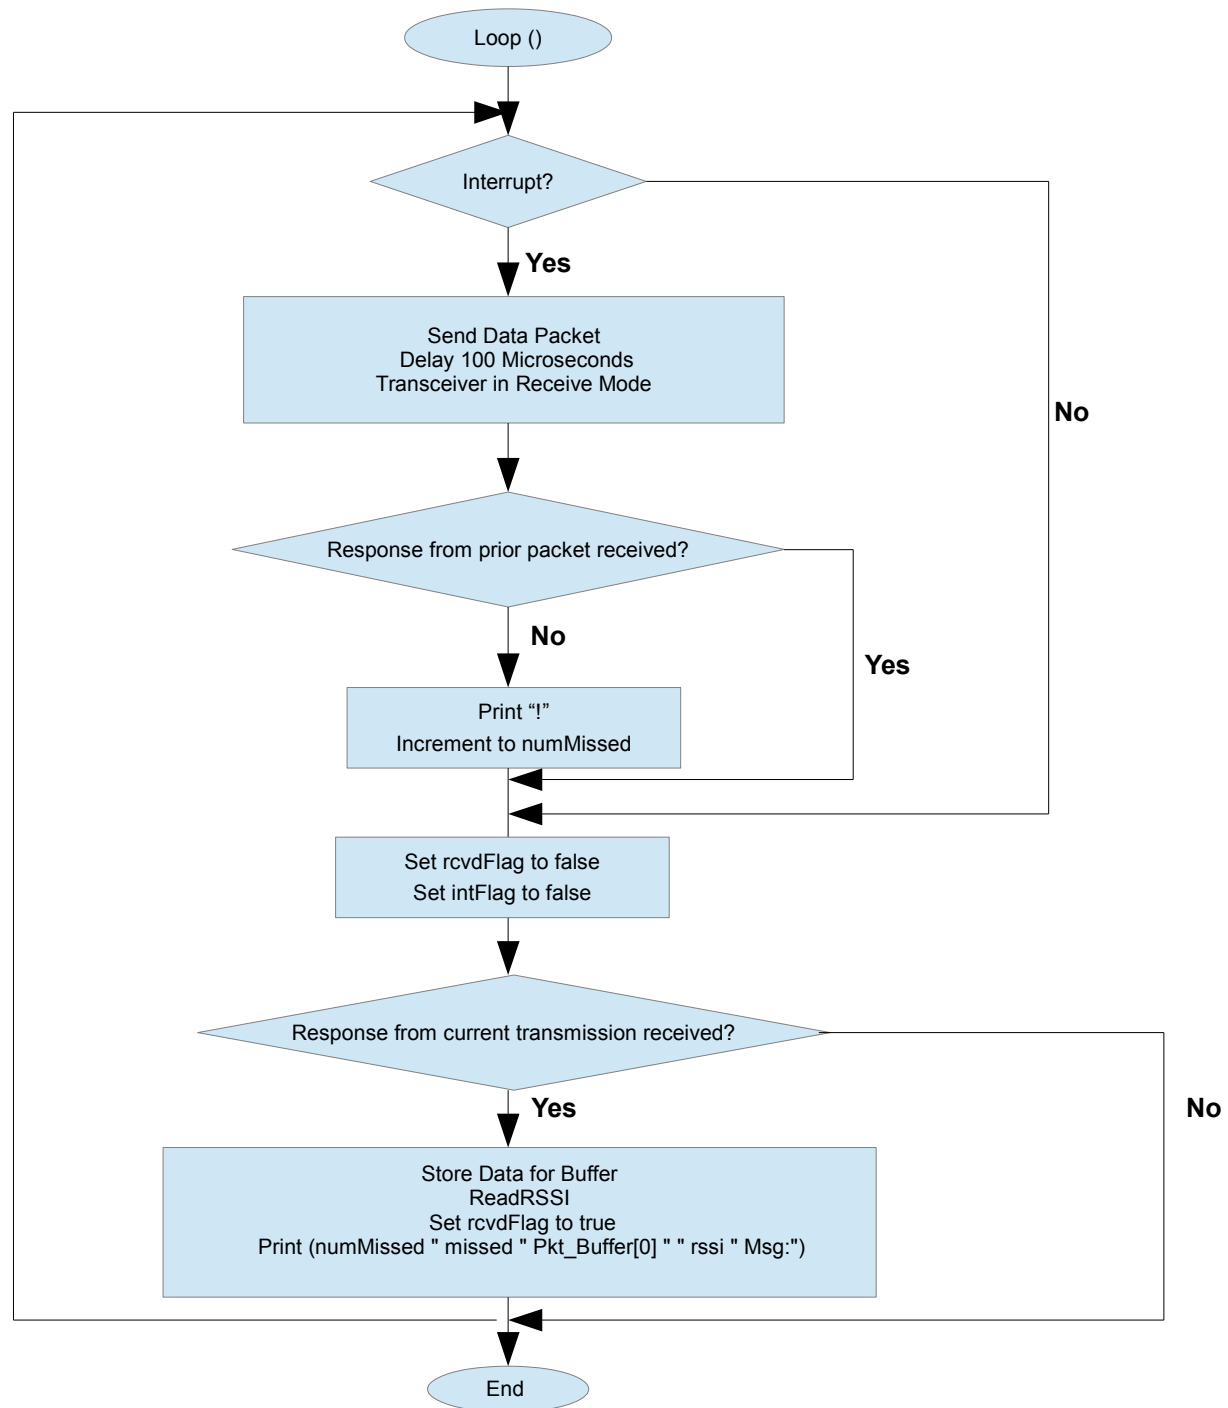 Loop ()
Interrupt?
Yes
Send Data Packet
Delay 100 Microseconds
Transceiver in Receive Mode
No
Response from prior packet received?
No
Yes
Print “!”
Increment to numMissed
Set rcvdFlag to false
Set intFlag to false
Response from current transmission received?
Yes
No
Store Data for Buffer
ReadRSSI
Set rcvdFlag to true
Print (numMissed " missed " Pkt_Buffer[0] " " rssi " Msg:")
End